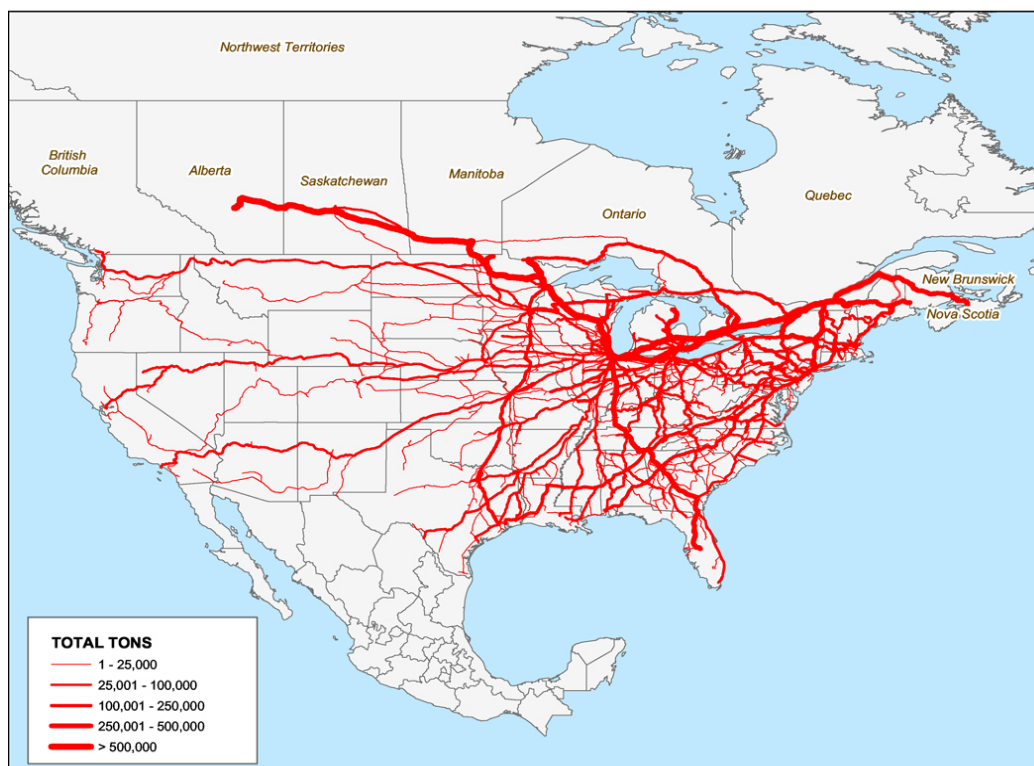 Northwest Territories
British
Columbia
Alberta
Saskatchewan
Manitoba
Ontario
Quebec
New Brunswick
Nova Scotia
TOTAL TONS
1 - 25,000
25,001 - 100,000
100,001 - 250,000
250,001 - 500,000
> 500,000